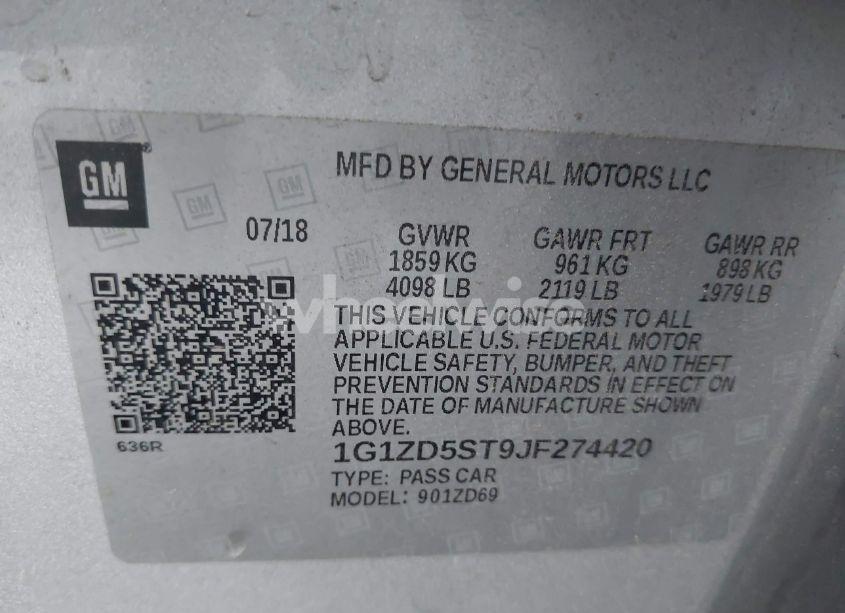 GM
MFD BY GENERAL MOTORS LLC
07/18
GVWR GAWR FRT GAWR RR
1859 KG 961 KG 898 KG
4098 LB 2119 LB 1979 LB
wheelwise
THIS VEHICLE CONFORMS TO ALL
APPLICABLE U.S. FEDERAL MOTOR
VEHICLE SAFETY, BUMPER, AND THEFT
PREVENTION STANDARDS IN EFFECT ON
THE DATE OF MANUFACTURE SHOWN
ABOVE.
636R
1G1ZD5ST9JF274420
TYPE: PASS CAR
MODEL: 901ZD69